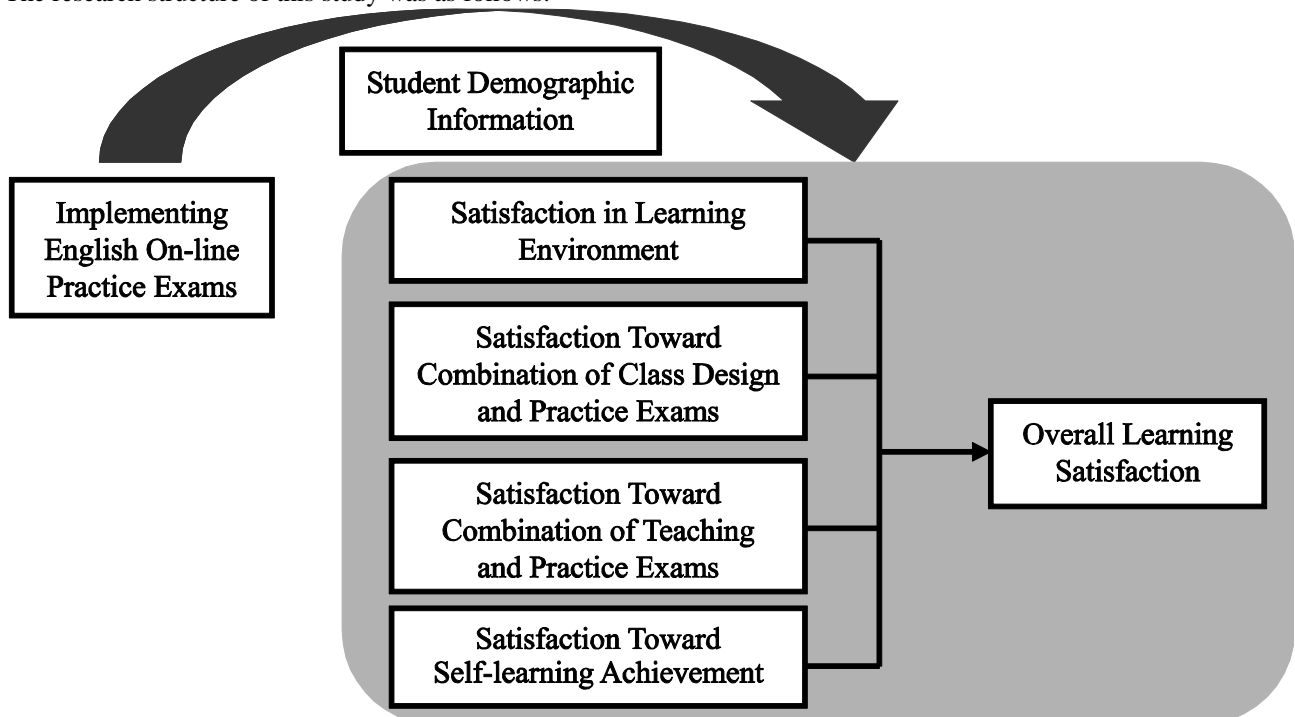 The research structure of this study was as follows:
Student Demographic
Information
Implementing
English On-line
Practice Exams
Satisfaction in Learning
Environment
Satisfaction Toward
Combination of Class Design
and Practice Exams
Satisfaction Toward
Combination of Teaching
and Practice Exams
Satisfaction Toward
Self-learning Achievement
Overall Learning
Satisfaction